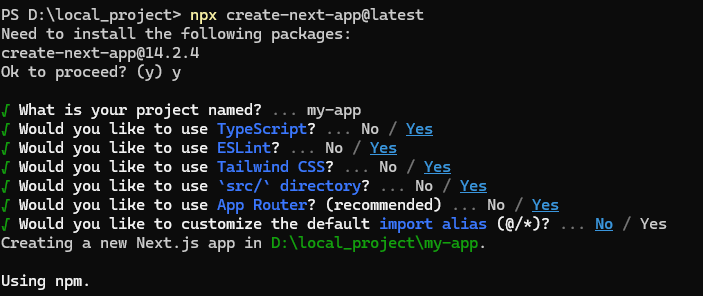 PS D:\local_project> npx create-next-app@latest
Need to install the following packages:
create-next-app@14.2.4
Ok to proceed? (y) y
√ What is your project named? ... my-app
√ Would you like to use TypeScript? ... No / Yes
√ Would you like to use ESLint? ... No / Yes
√ Would you like to use Tailwind CSS? ... No / Yes
√ Would you like to use `src/` directory? ... No / Yes
√ Would you like to use App Router? (recommended) ... No / Yes
√ Would you like to customize the default import alias (@/*)? ... No / Yes
Creating a new Next.js app in D:\local_project\my-app.
Using npm.